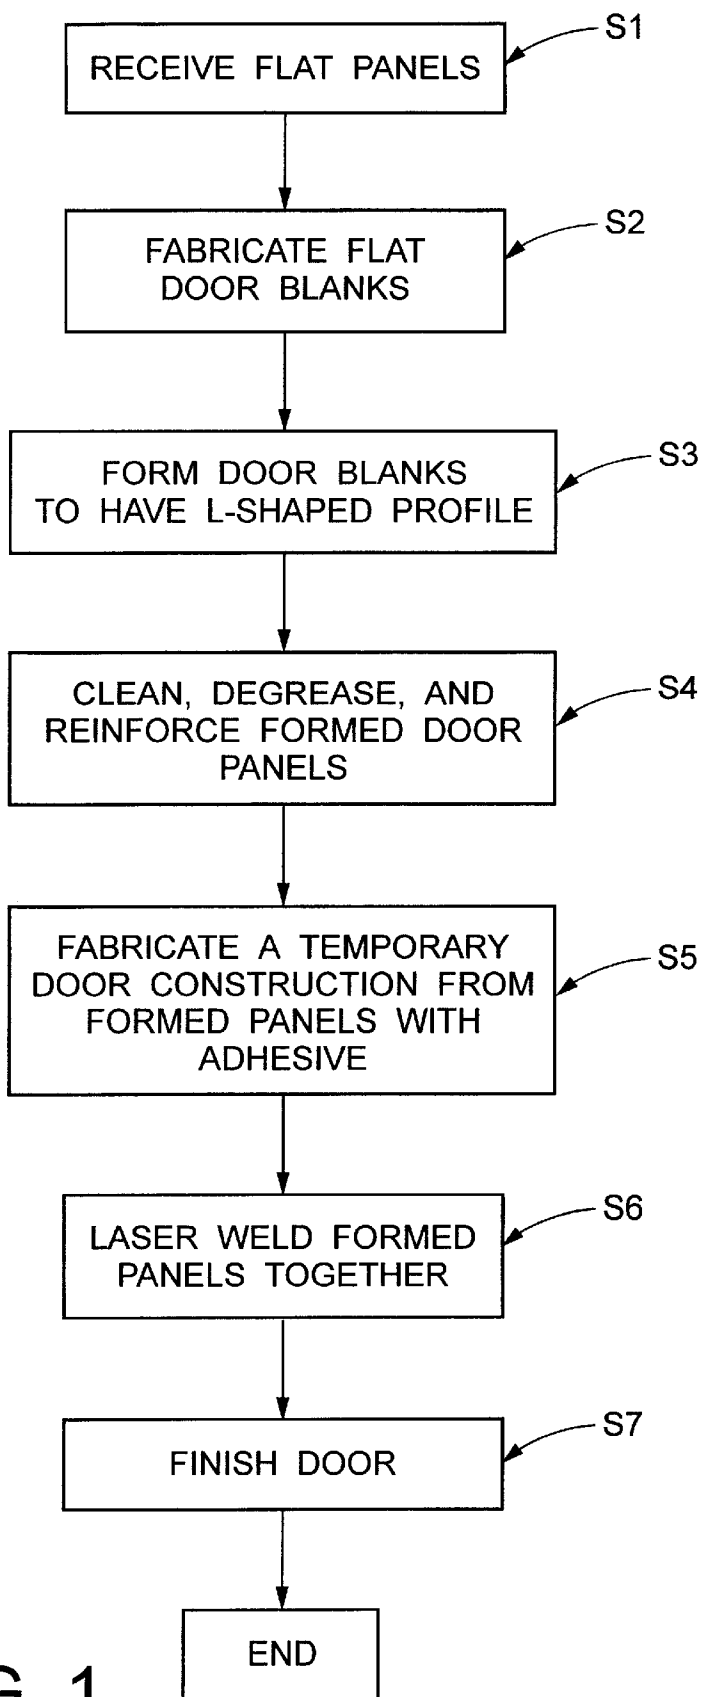 RECEIVE FLAT PANELS
S1
FABRICATE FLAT
DOOR BLANKS
S2
FORM DOOR BLANKS
TO HAVE L-SHAPED PROFILE
S3
CLEAN, DEGREASE, AND
REINFORCE FORMED DOOR
PANELS
S4
FABRICATE A TEMPORARY
DOOR CONSTRUCTION FROM
FORMED PANELS WITH
ADHESIVE
S5
LASER WELD FORMED
PANELS TOGETHER
S6
FINISH DOOR
S7
END
1